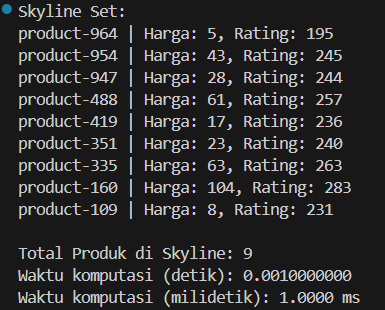 Skyline Set:
product-964 | Harga: 5, Rating: 195
product-954 | Harga: 43, Rating: 245
product-947 | Harga: 28, Rating: 244
product-488 | Harga: 61, Rating: 257
product-419 | Harga: 17, Rating: 236
product-351 | Harga: 23, Rating: 240
product-335 | Harga: 63, Rating: 263
product-160 | Harga: 104, Rating: 283
product-109 | Harga: 8, Rating: 231
Total Produk di Skyline: 9
Waktu komputasi (detik): 0.0010000000
Waktu komputasi (milidetik): 1.0000 ms